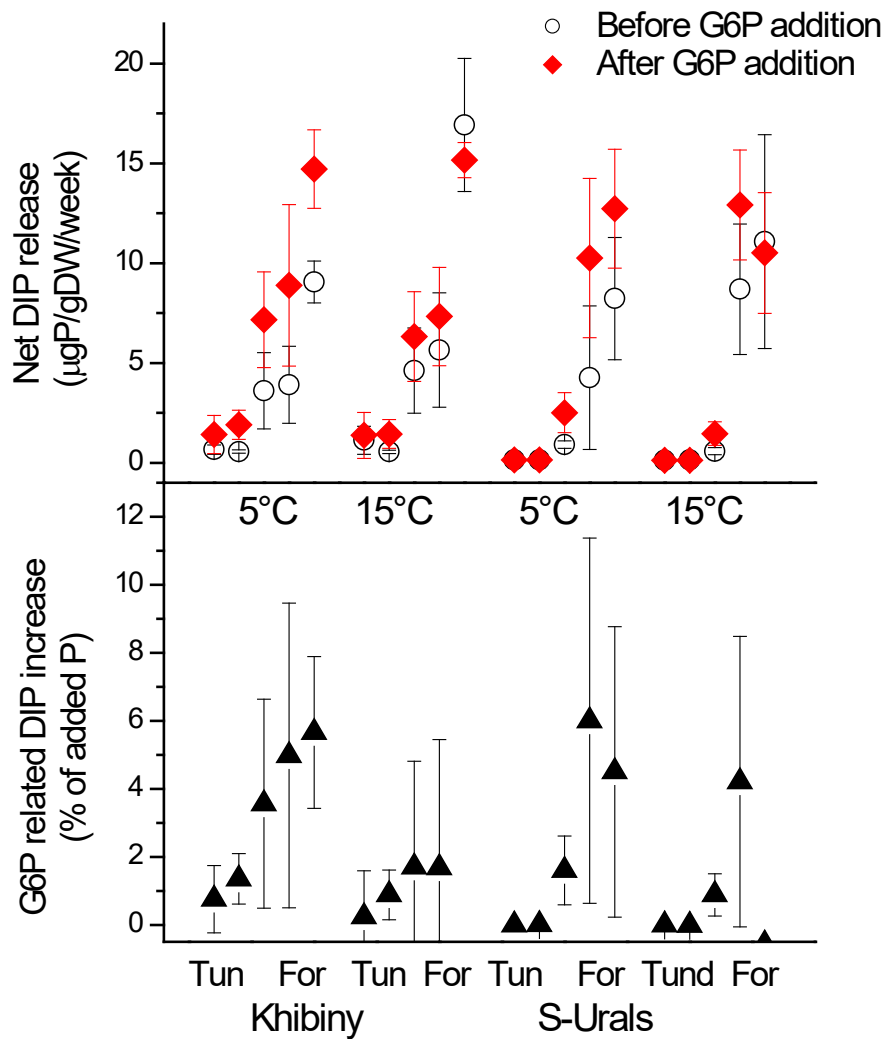 Before G6P addition
After G6P addition
Net DIP release
(µgP/gDW/week)
20
15
10
5
0
5°C 15°C 5°C 15°C
G6P related DIP increase
(% of added P)
12
10
8
6
4
2
0
Tun For Tun For Tun For Tund For
Khibiny S-Urals